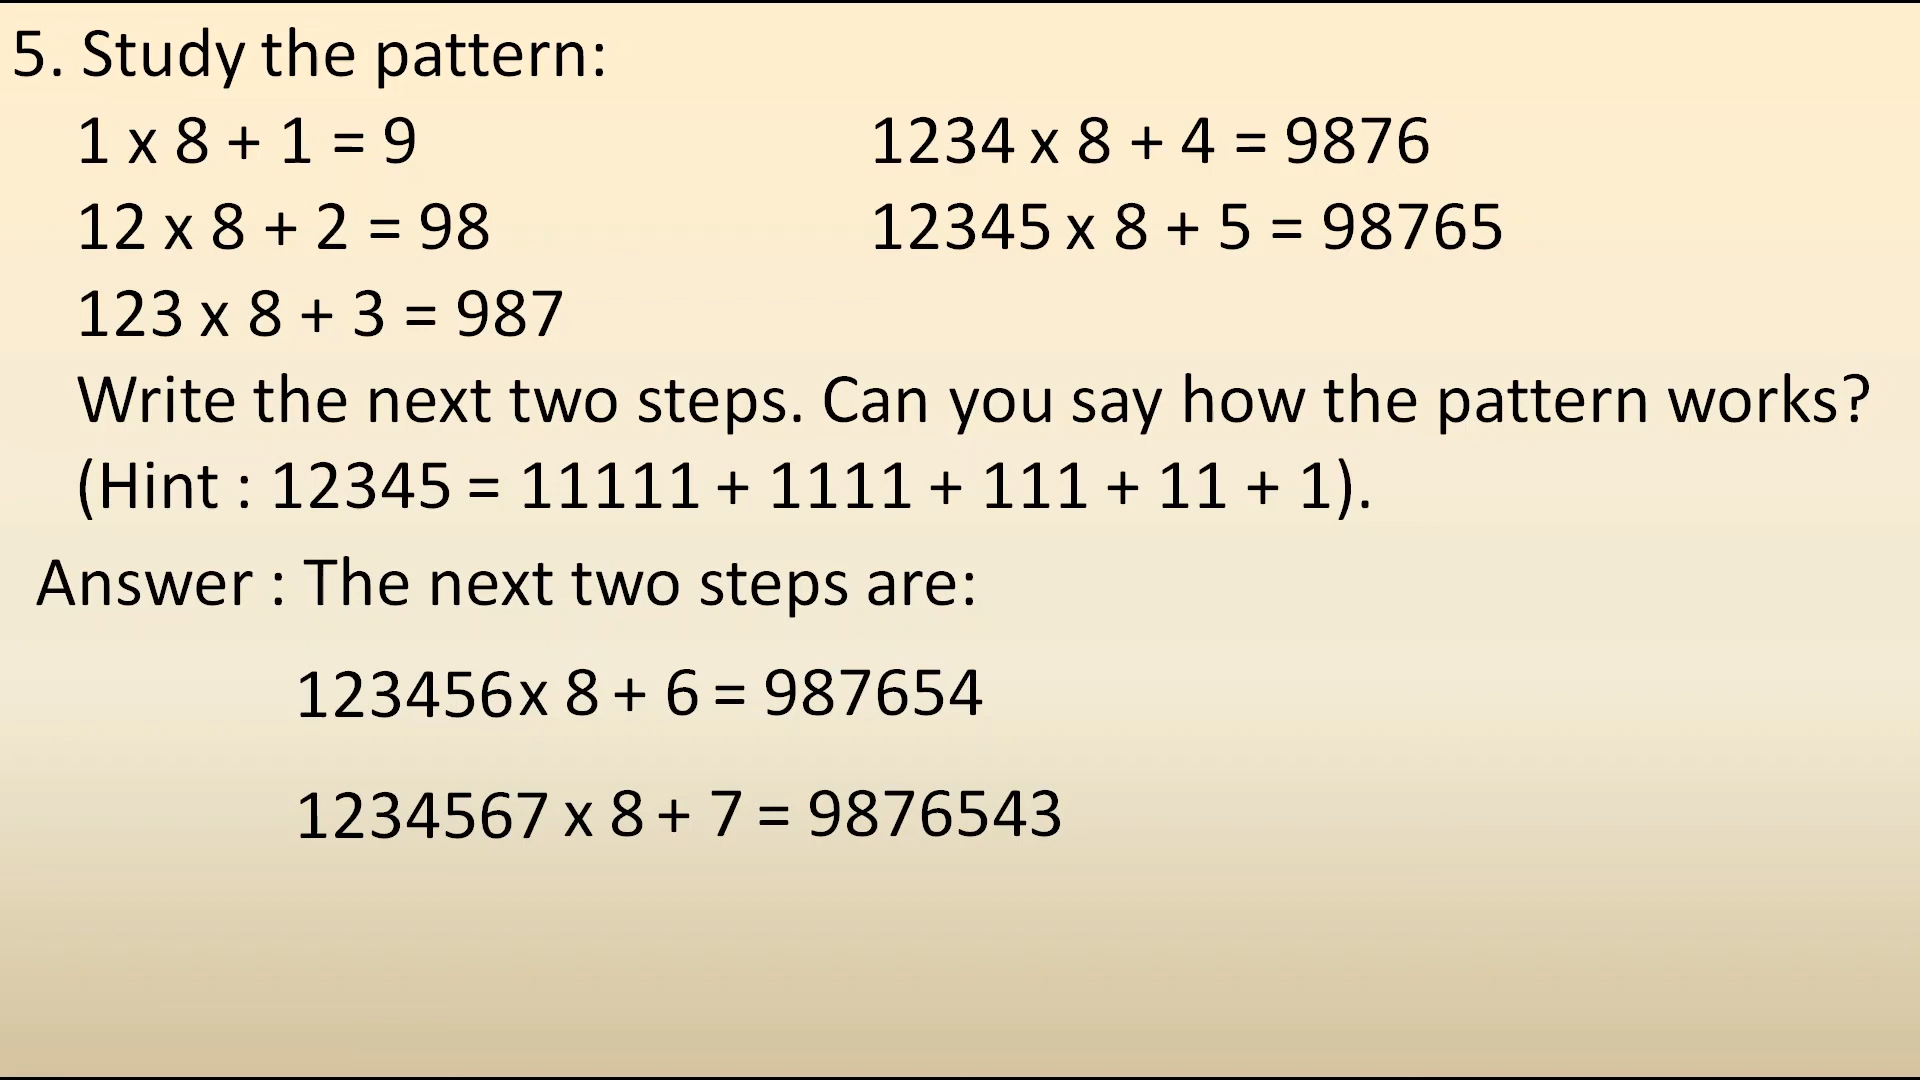 5. Study the pattern:
1 x 8 + 1 = 9
12 x 8 + 2 = 98
123 x 8 + 3 = 987
1234 x 8 + 4 = 9876
12345 x 8 + 5 = 98765
Write the next two steps. Can you say how the pattern works?
(Hint : 12345 = 11111 + 1111 + 111 + 11 + 1).
Answer : The next two steps are:
123456x 8 + 6 = 987654
1234567 x 8 + 7 = 9876543